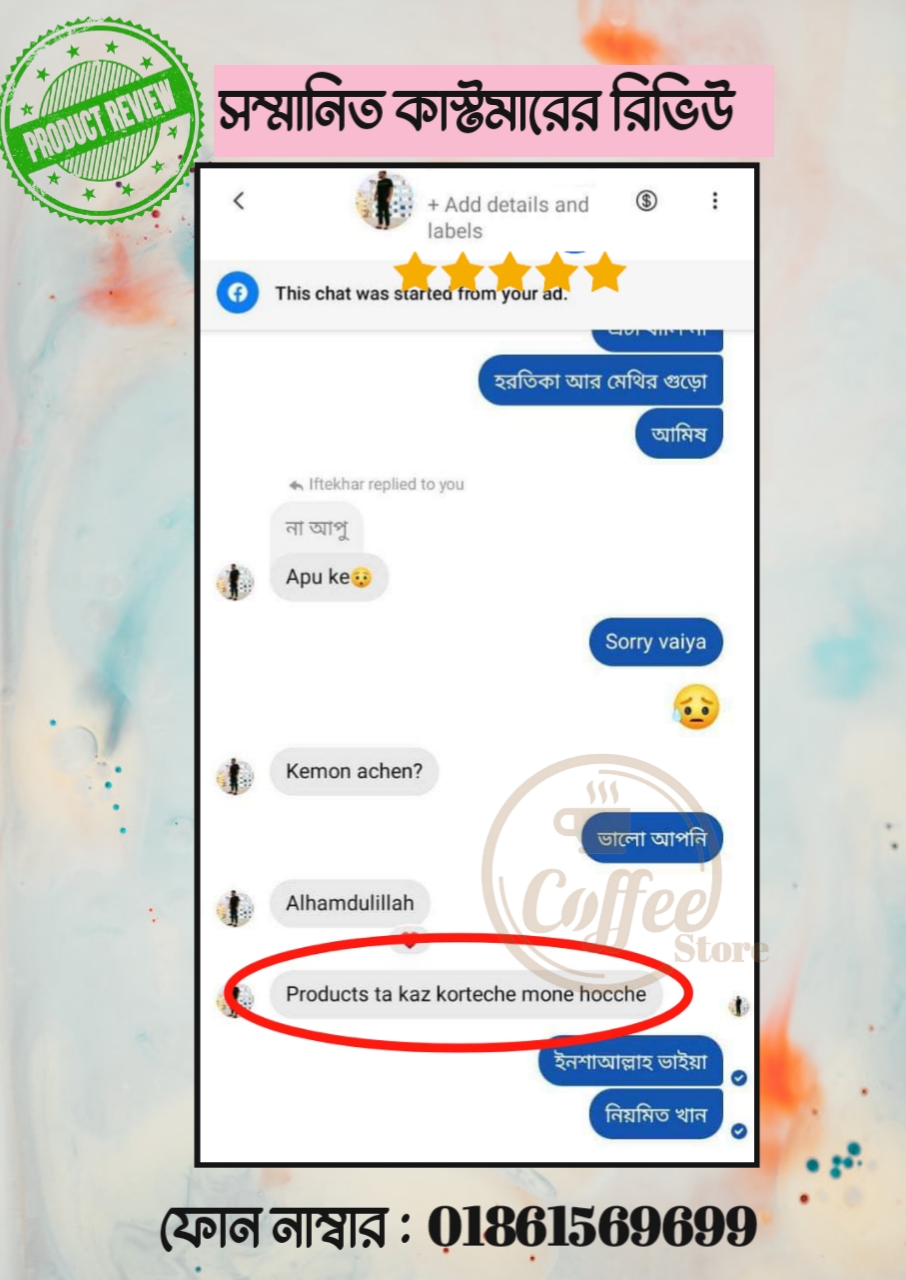 PRODUCT REVIEW
সম্মানিত কাস্টমারের রিভিউ
+ Add details and
labels
This chat was started from your ad.
হরতিকা আর মেথির গুড়ো
আমিষ
Iftekhar replied to you
না আপু
Apu ke😯
Sorry vaiya
😥
Kemon achen?
ভালো আপনি
Alhamdulillah
Coffee
Store
Products ta kaz korteche mone hocche
ইনশাআল্লাহ ভাইয়া
নিয়মিত খান
ফোন নাম্বার : 01861569699